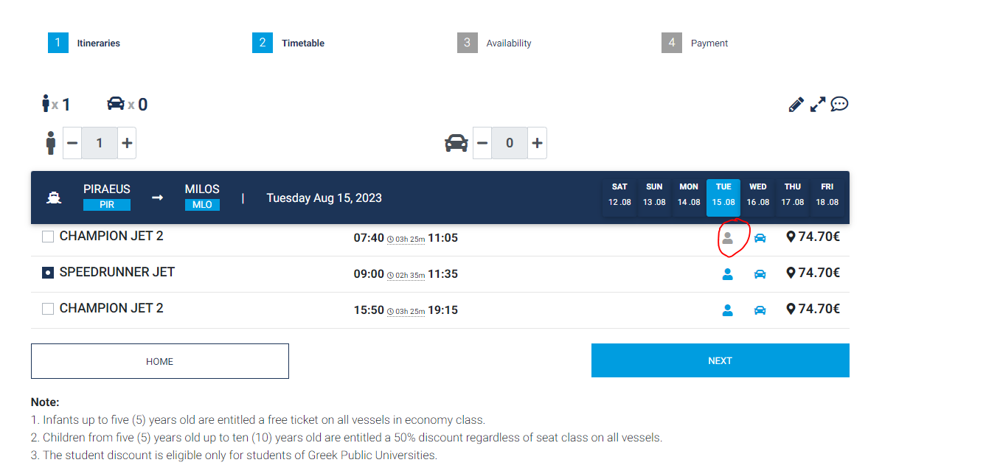 1 Itineraries 2 Timetable 3 Availability 4 Payment
x 1 x 0
1 0
PIRAEUS MILOS | Tuesday Aug 15, 2023 SAT SUN MON TUE WED THU FRI
PIR MLO 12 .08 13 .08 14 .08 15 .08 16 .08 17 .08 18 .08
CHAMPION JET 2 07:40 03h 25m 11:05 74.70€
SPEEDRUNNER JET 09:00 02h 35m 11:35 74.70€
CHAMPION JET 2 15:50 03h 25m 19:15 74.70€
HOME NEXT
Note:
1. Infants up to five (5) years old are entitled a free ticket on all vessels in economy class.
2. Children from five (5) years old up to ten (10) years old are entitled a 50% discount regardless of seat class on all vessels.
3. The student discount is eligible only for students of Greek Public Universities.